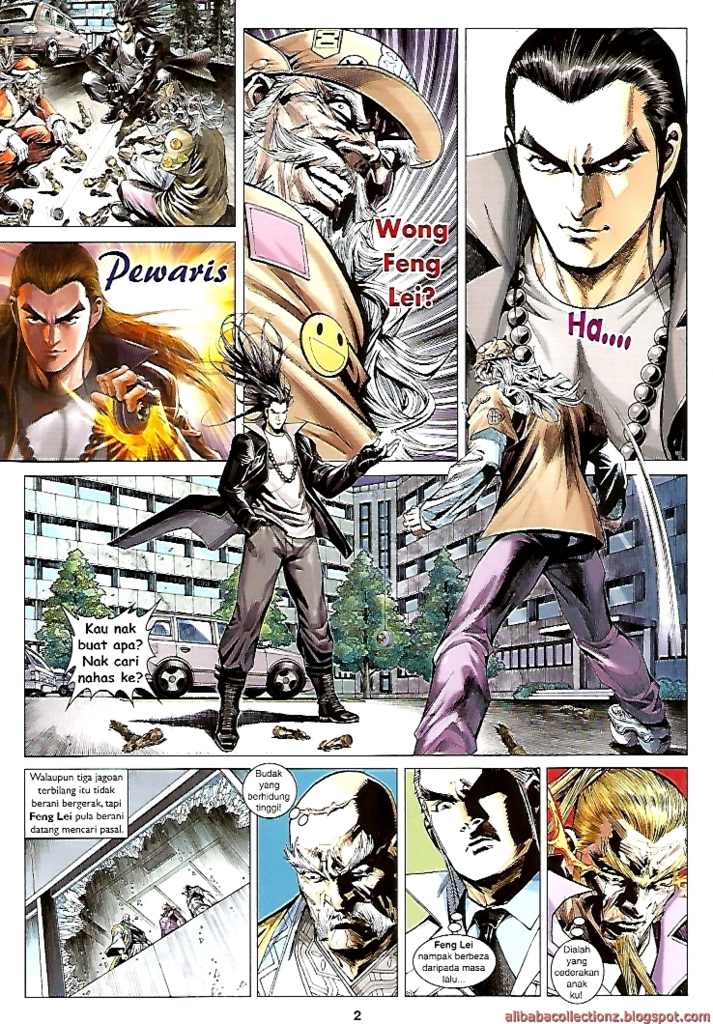 Pewaris
Wong
Feng
Lei?
Ha....
Kau nak
buat apa?
Nak cari
nahas ke?
Walaupun tiga jagoan
terbilang itu tidak
berani bergerak, tapi
Feng Lei pula berani
datang mencari pasal.
Budak
yang
berhidung
tinggi!
Feng Lei
nampak berbeza
daripada masa
lalu...
Dialah
yang
cederakan
anak
ku!
2
alibabacollectionz.blogspot.com